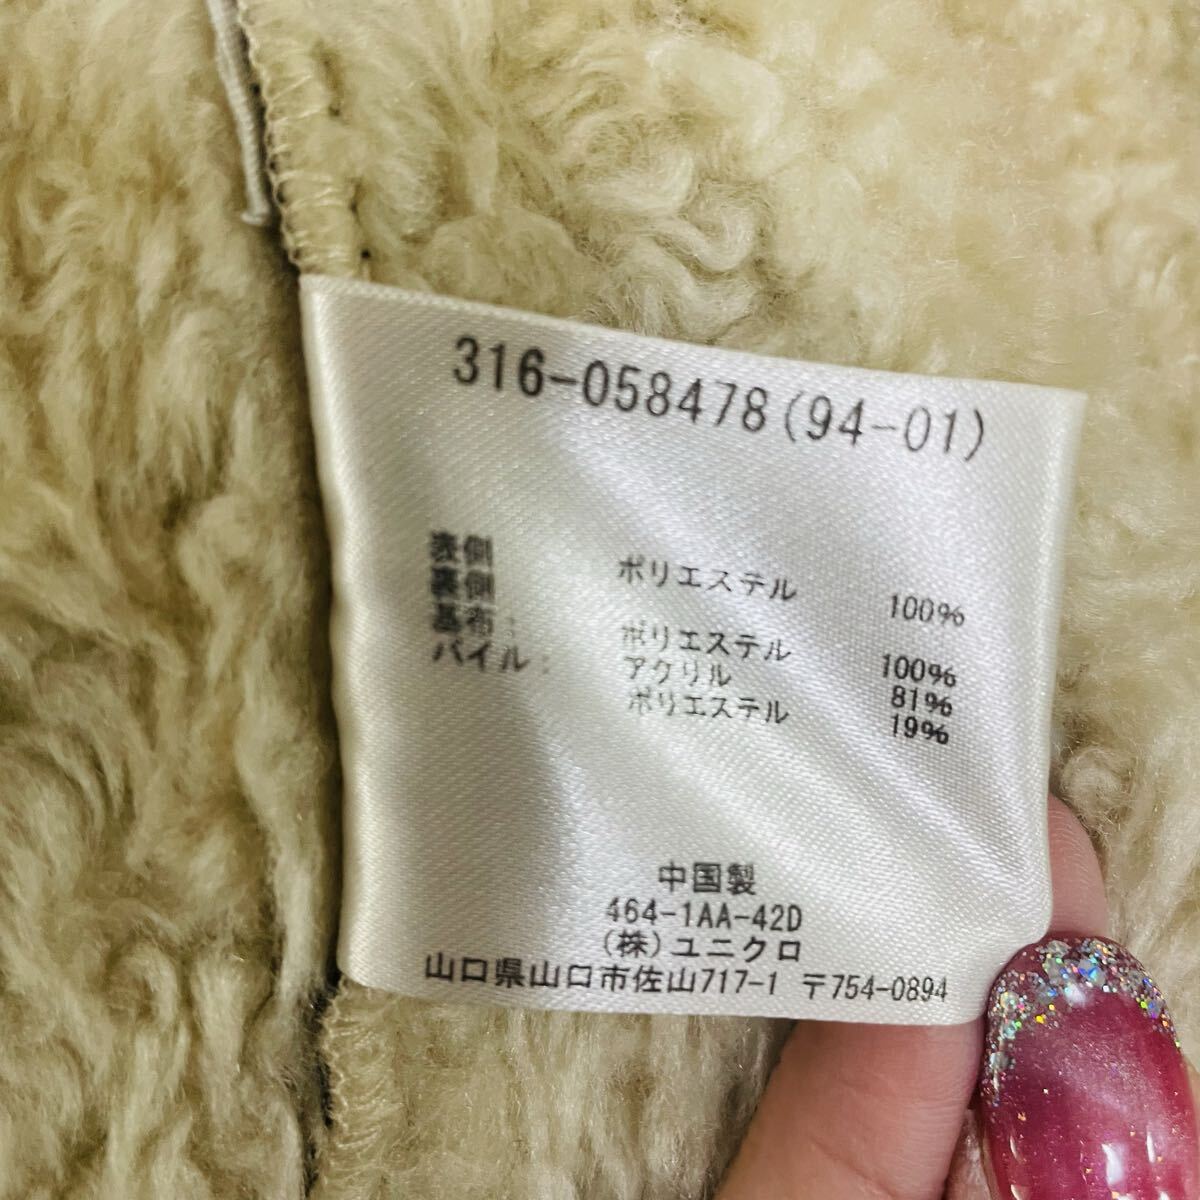 316-058478(94-01)
表側 ポリエステル 100%
裏側
基布: ポリエステル 100%
パイル: アクリル 81%
ポリエステル 19%
中国製
464-1AA-42D
(株)ユニクロ
山口県山口市佐山717-1 〒754-0894